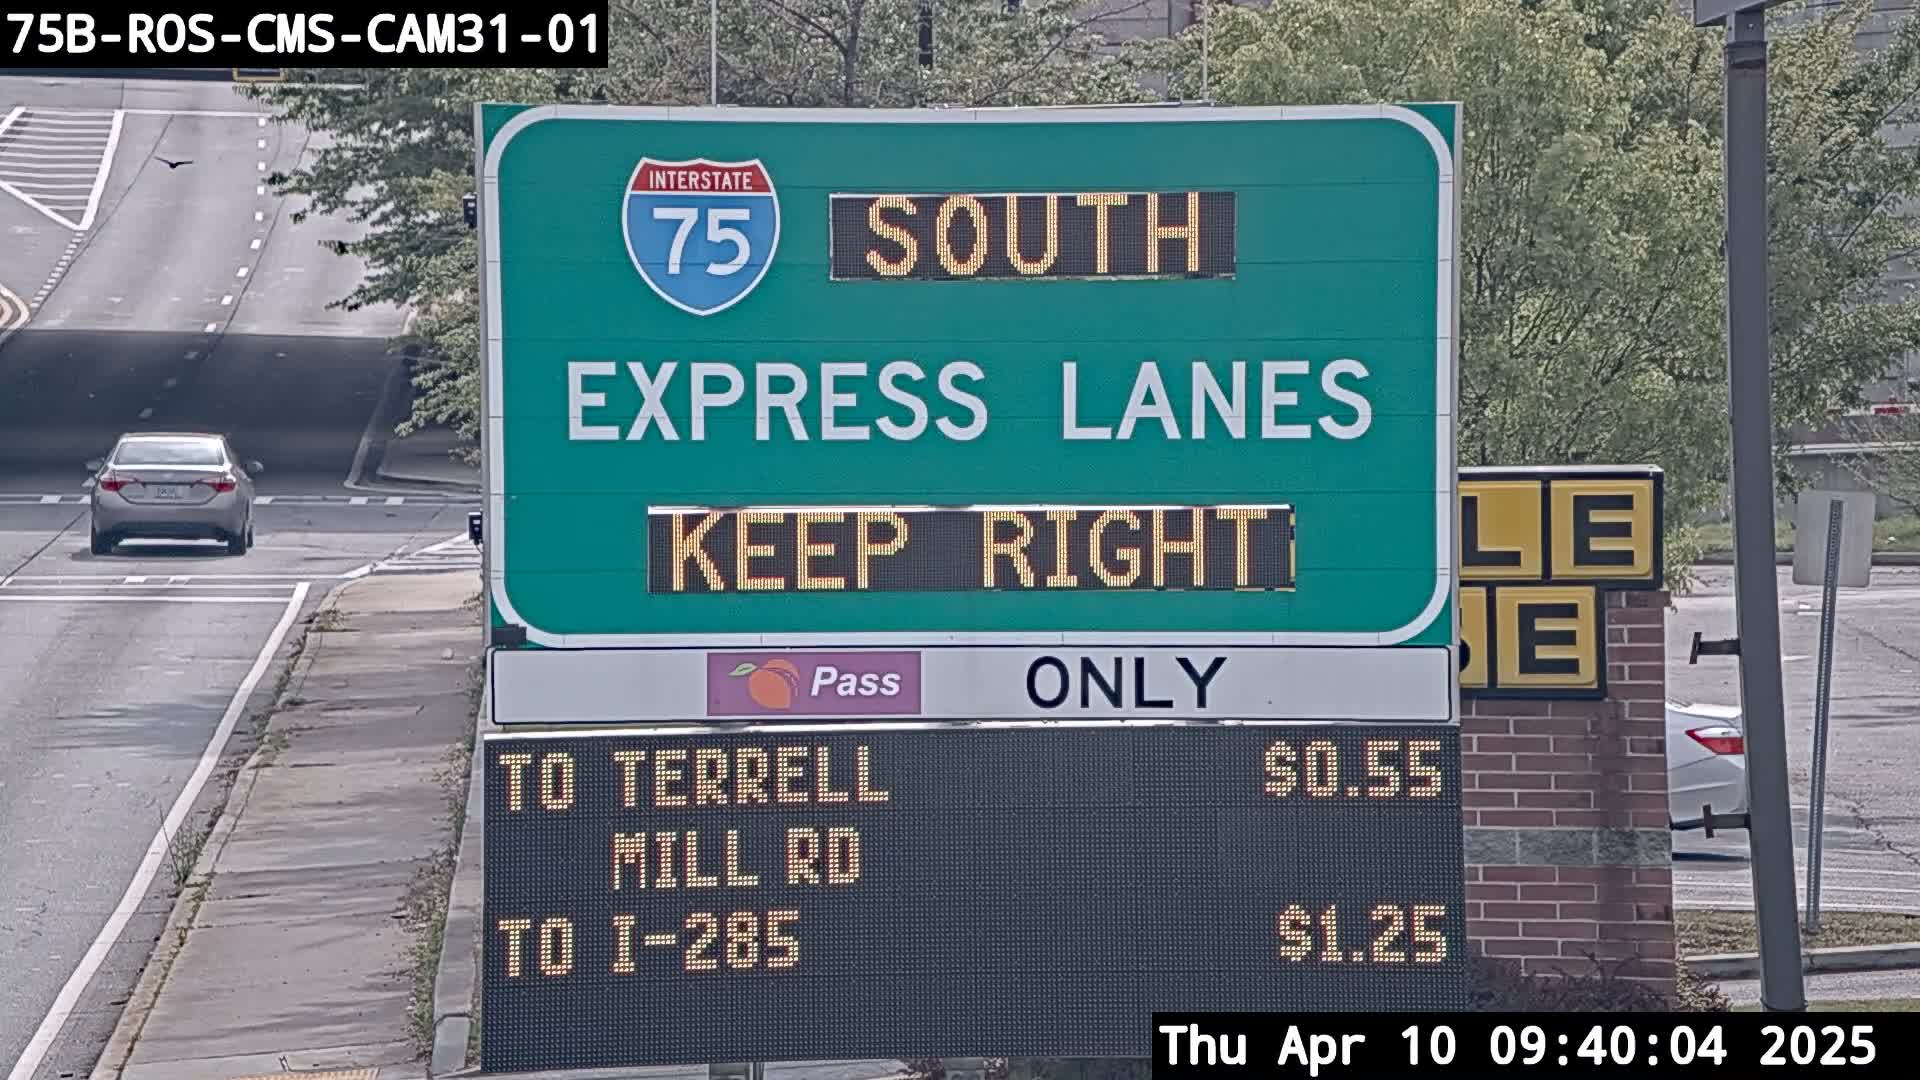 75B-ROS-CMS-CAM31-01
INTERSTATE
75
SOUTH
EXPRESS LANES
KEEP RIGHT
Pass ONLY
TO TERRELL $0.55
MILL RD
TO I-285 $1.25
LE
E
Thu Apr 10 09:40:04 2025